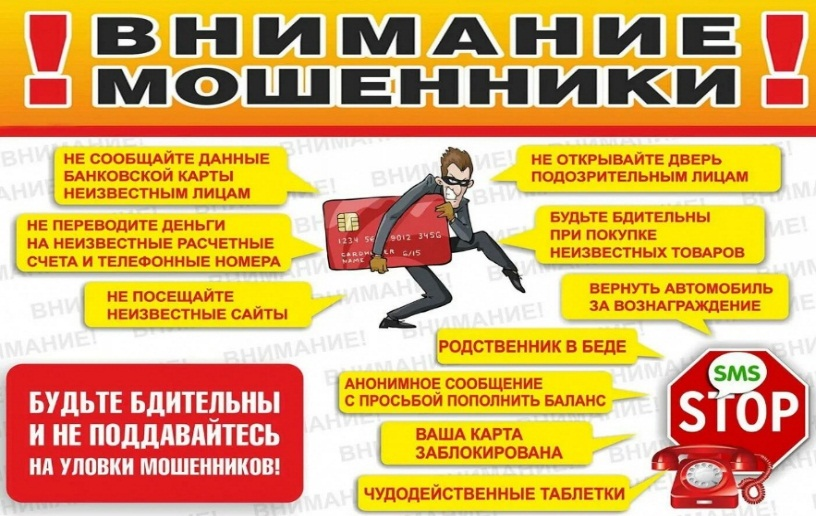 ВНИМАНИЕ
МОШЕННИКИ
НЕ СООБЩАЙТЕ ДАННЫЕ
БАНКОВСКОЙ КАРТЫ
НЕИЗВЕСТНЫМ ЛИЦАМ
НЕ ПЕРЕВОДИТЕ ДЕНЬГИ
НА НЕИЗВЕСТНЫЕ РАСЧЕТНЫЕ
СЧЕТА И ТЕЛЕФОННЫЕ НОМЕРА
НЕ ПОСЕЩАЙТЕ
НЕИЗВЕСТНЫЕ САЙТЫ
НЕ ОТКРЫВАЙТЕ ДВЕРЬ
ПОДОЗРИТЕЛЬНЫМ ЛИЦАМ
БУДЬТЕ БДИТЕЛЬНЫ
ПРИ ПОКУПКЕ
НЕИЗВЕСТНЫХ ТОВАРОВ
ВЕРНУТЬ АВТОМОБИЛЬ
ЗА ВОЗНАГРАЖДЕНИЕ
РОДСТВЕННИК В БЕДЕ
АНОНИМНОЕ СООБЩЕНИЕ
С ПРОСЬБОЙ ПОПОЛНИТЬ БАЛАНС
ВАША КАРТА
ЗАБЛОКИРОВАНА
ЧУДОДЕЙСТВЕННЫЕ ТАБЛЕТКИ
SMS
STOP
БУДЬТЕ БДИТЕЛЬНЫ
И НЕ ПОДДАВАЙТЕСЬ
НА УЛОВКИ МОШЕННИКОВ!
1234 56 9012 3456
6/15
NAME